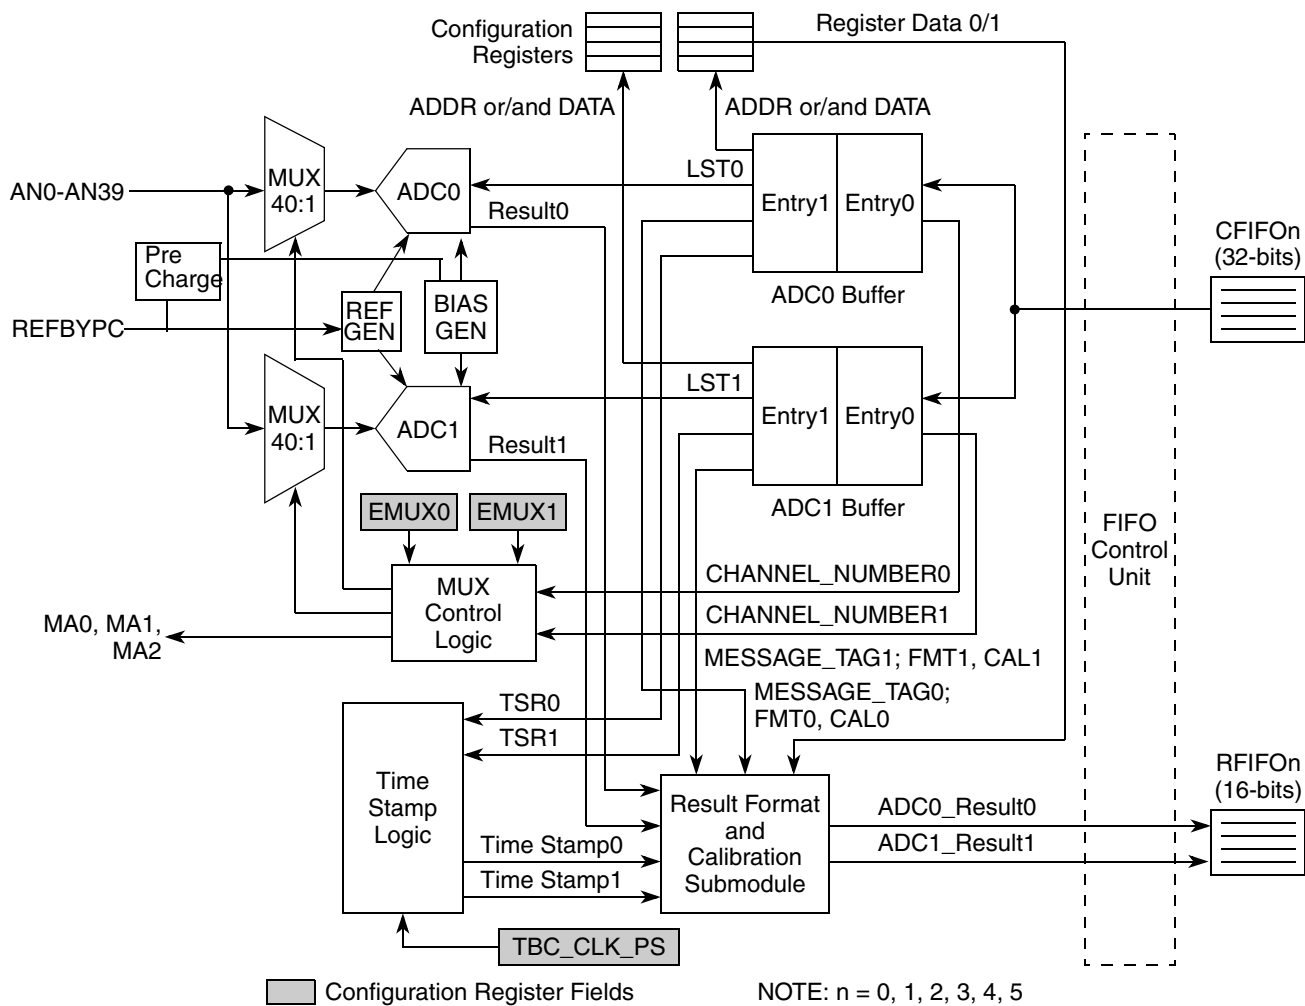 Configuration
Registers
Register Data 0/1
ADDR or/and DATA
ADDR or/and DATA
AN0-AN39
MUX
40:1
ADC0
LST0
Result0
Entry1
Entry0
ADC0 Buffer
CFIFOn
(32-bits)
Pre
Charge
REFBYPC
REF
GEN
BIAS
GEN
MUX
40:1
ADC1
LST1
Result1
Entry1
Entry0
ADC1 Buffer
EMUX0
EMUX1
FIFO
Control
Unit
MUX
Control
Logic
CHANNEL_NUMBER0
CHANNEL_NUMBER1
MA0, MA1,
MA2
MESSAGE_TAG1; FMT1, CAL1
MESSAGE_TAG0;
FMT0, CAL0
TSR0
TSR1
Time
Stamp
Logic
Time Stamp0
Time Stamp1
Result Format
and
Calibration
Submodule
ADC0_Result0
ADC1_Result1
RFIFOn
(16-bits)
TBC_CLK_PS
Configuration Register Fields
NOTE: n = 0, 1, 2, 3, 4, 5